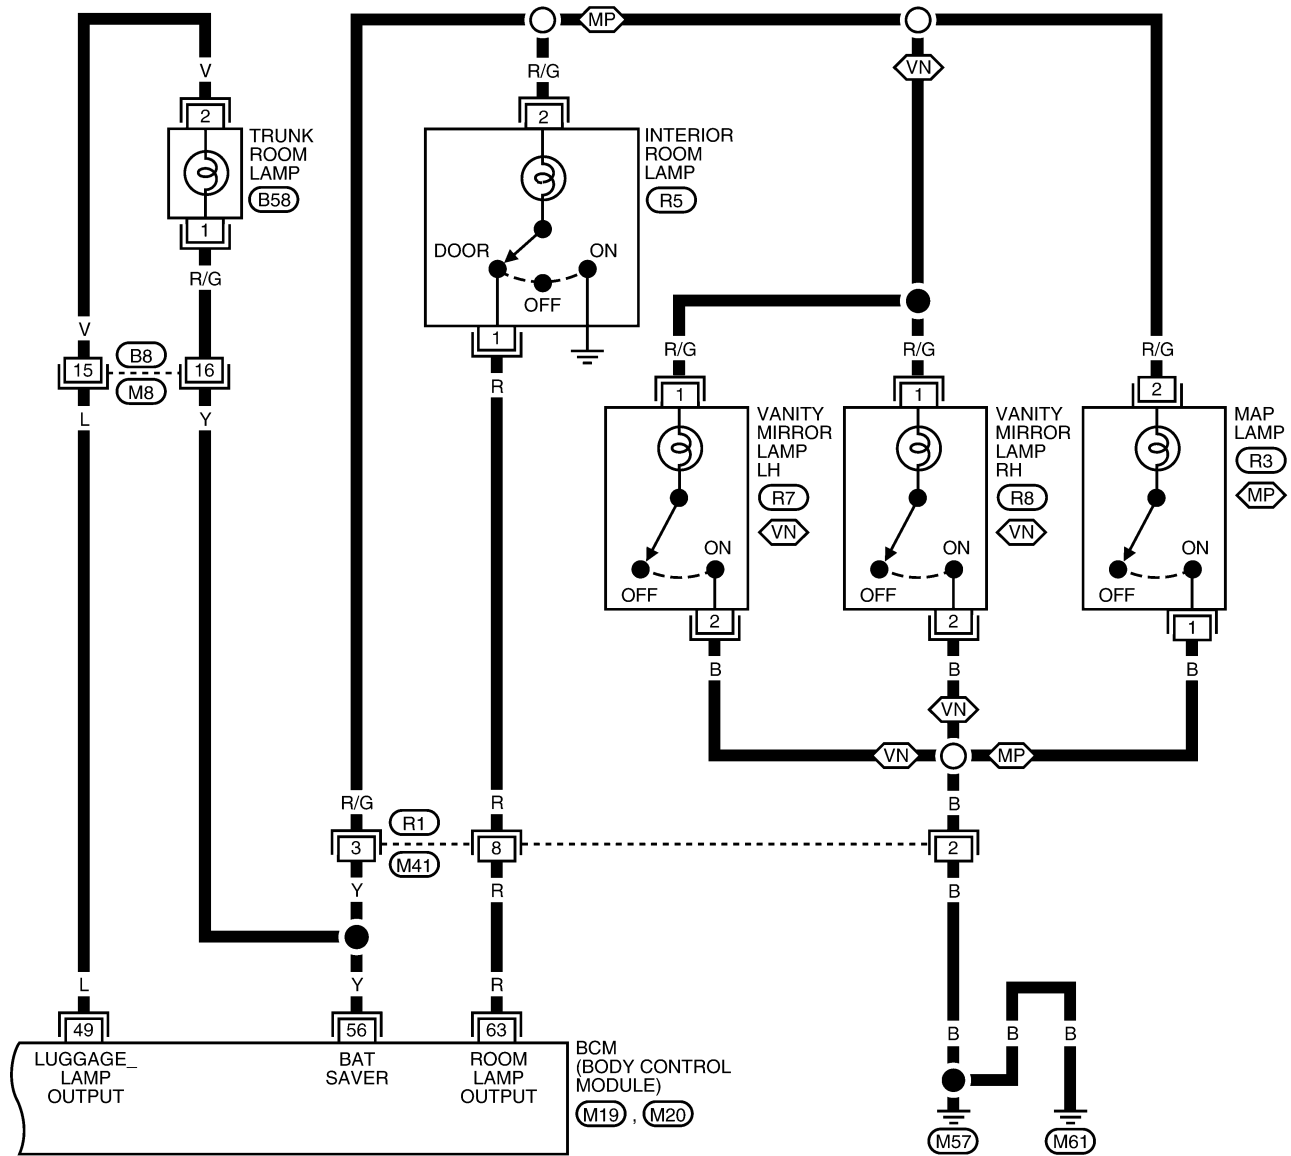 MP
V
R/G
VN
2
2
TRUNK
ROOM
LAMP
B58
INTERIOR
ROOM
LAMP
R5
1
DOOR
ON
OFF
R/G
1
V
R/G
R/G
R/G
15
B8
M8
16
R
1
1
2
L
Y
VANITY
MIRROR
LAMP
LH
R7
VN
VANITY
MIRROR
LAMP
RH
R8
VN
MAP
LAMP
R3
MP
ON
OFF
ON
OFF
ON
OFF
2
2
1
B
B
B
VN
VN
MP
R/G
R
B
R1
M41
3
8
2
Y
R
B
L
Y
R
49
56
63
B
B
B
LUGGAGE_
LAMP
OUTPUT
BAT
SAVER
ROOM
LAMP
OUTPUT
BCM
(BODY CONTROL
MODULE)
M19 , M20
M57
M61